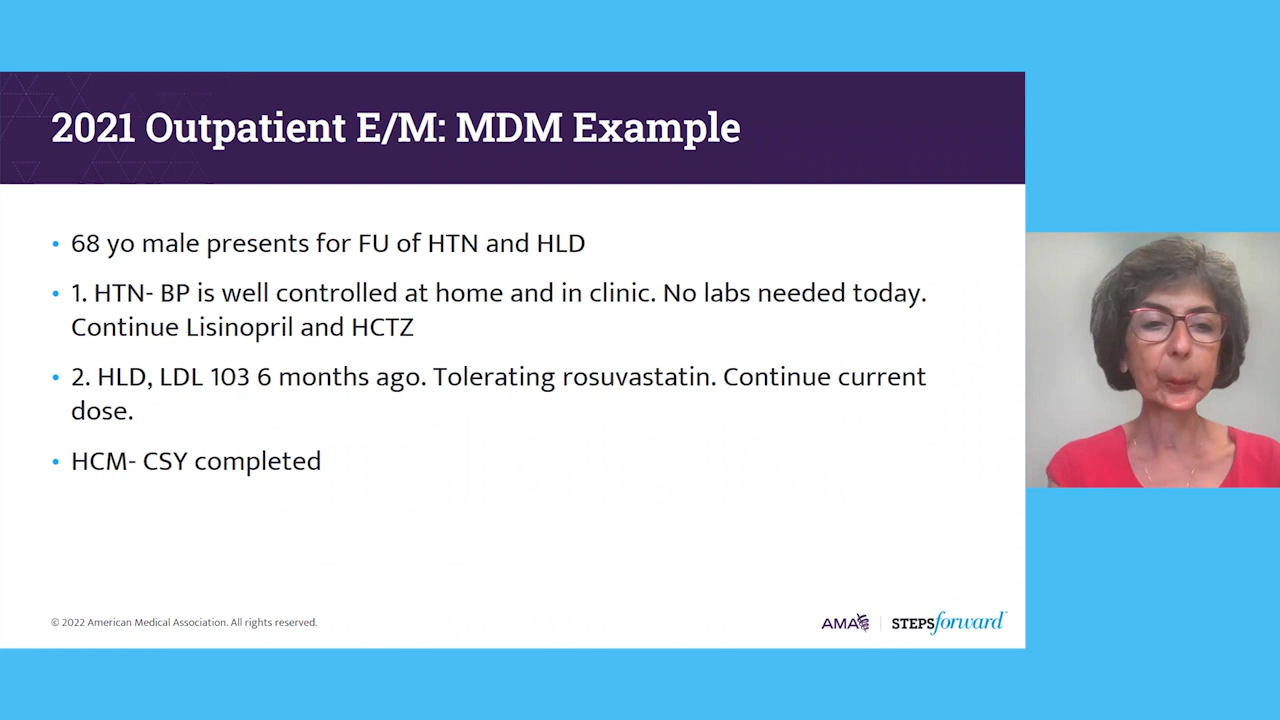 2021 Outpatient E/M: MDM Example
• 68 yo male presents for FU of HTN and HLD
• 1. HTN- BP is well controlled at home and in clinic. No labs needed today.
Continue Lisinopril and HCTZ
• 2. HLD, LDL 103 6 months ago. Tolerating rosuvastatin. Continue current
dose.
• HCM- CSY completed
© 2022 American Medical Association. All rights reserved.
AMA
STEPSforward™